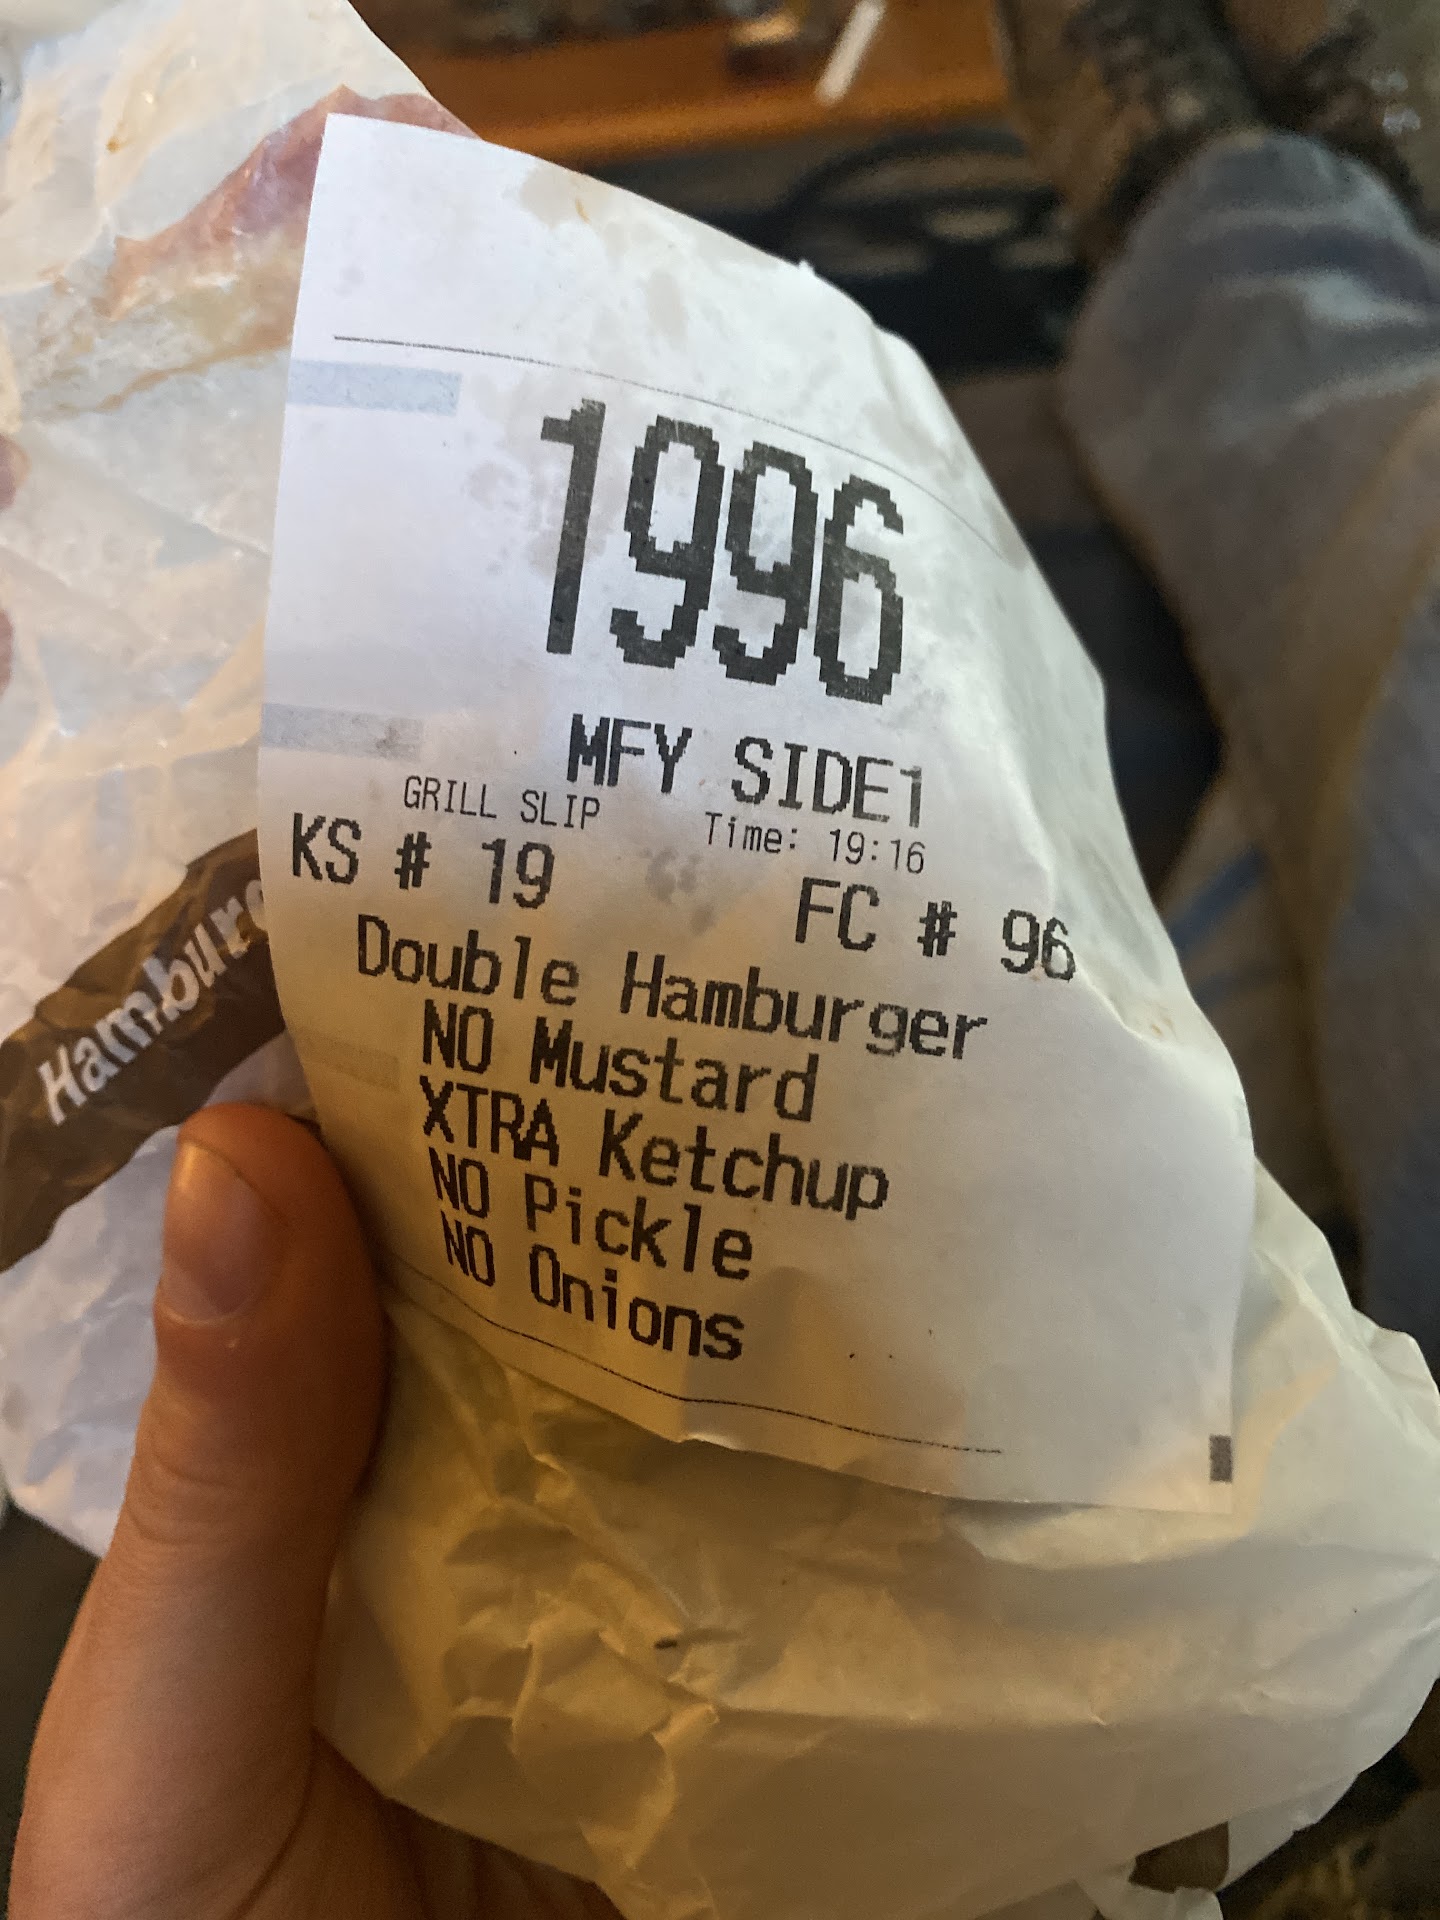 1996
MFY SIDE1
GRILL SLIP Time: 19:16
KS # 19 FC # 96
Double Hamburger
NO Mustard
XTRA Ketchup
NO Pickle
NO Onions
Hamburg